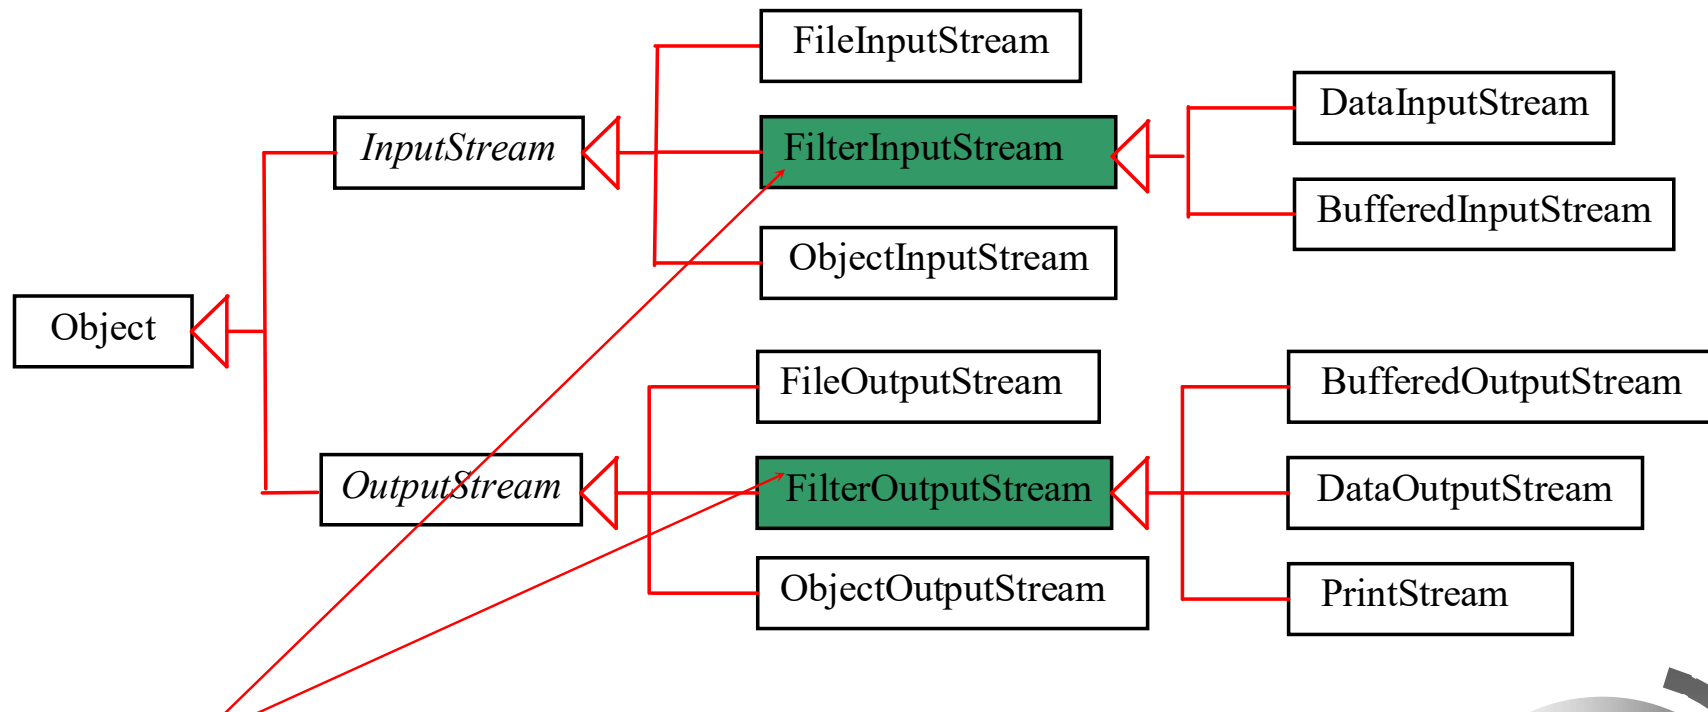 FileInputStream
DataInputStream
InputStream
FilterInputStream
BufferedInputStream
ObjectInputStream
Object
FileOutputStream
BufferedOutputStream
OutputStream
FilterOutputStream
DataOutputStream
ObjectOutputStream
PrintStream